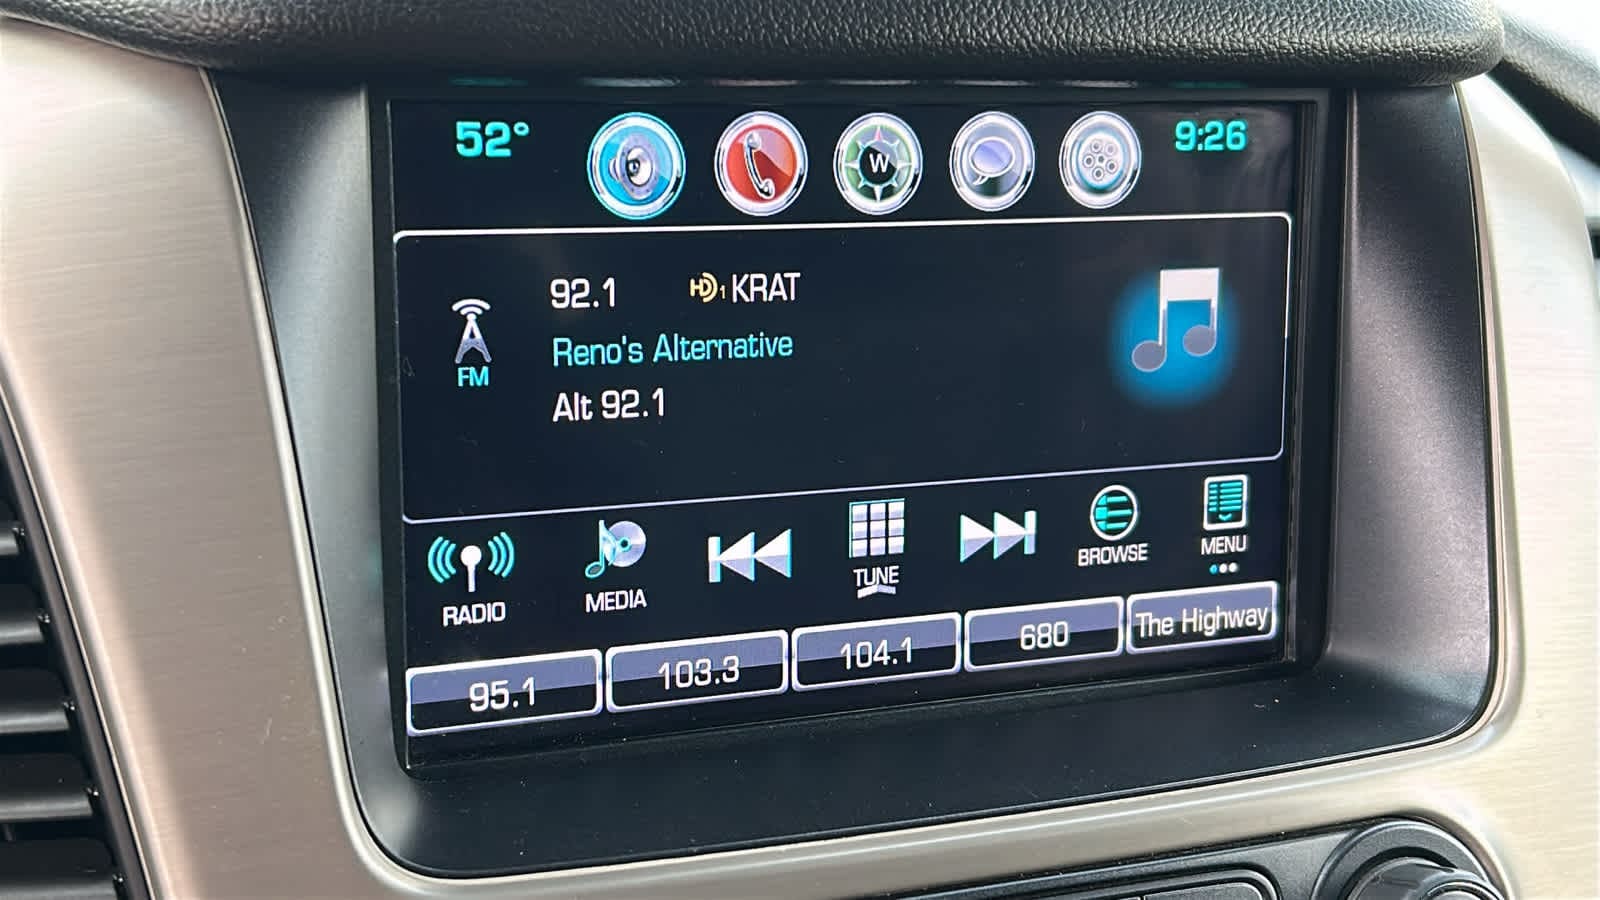 52°
W
9:26
92.1 HD1 KRAT
Reno's Alternative
Alt 92.1
FM
RADIO
MEDIA
TUNE
BROWSE
MENU
95.1
103.3
104.1
680
The Highway